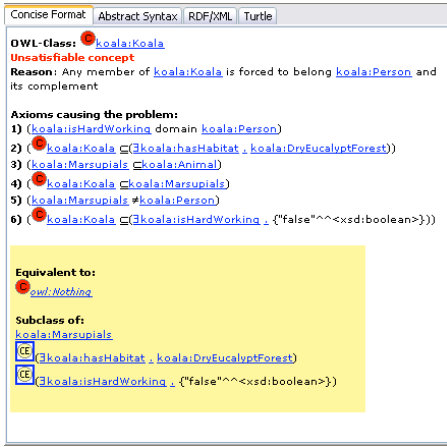 Concise Format Abstract Syntax RDF/XML Turtle
OWL-Class: C koala:Koala
Unsatisfiable concept
Reason: Any member of koala:Koala is forced to belong koala:Person and
its complement
Axioms causing the problem:
1) (koala:isHardWorking domain koala:Person)
2) (C koala:Koala ⊆(∃koala:hasHabitat . koala:DryEucalyptForest))
3) (koala:Marsupials ⊂koala:Animal)
4) (C koala:Koala ⊆koala:Marsupials)
5) (koala:Marsupials ≠koala:Person)
6) (C koala:Koala ⊆(∃koala:isHardWorking . {"false"^^<xsd:boolean>}))
Equivalent to:
C owl:Nothing
Subclass of:
koala:Marsupials
CE (∃koala:hasHabitat . koala:DryEucalyptForest)
CE (∃koala:isHardWorking . {"false"^^<xsd:boolean>})